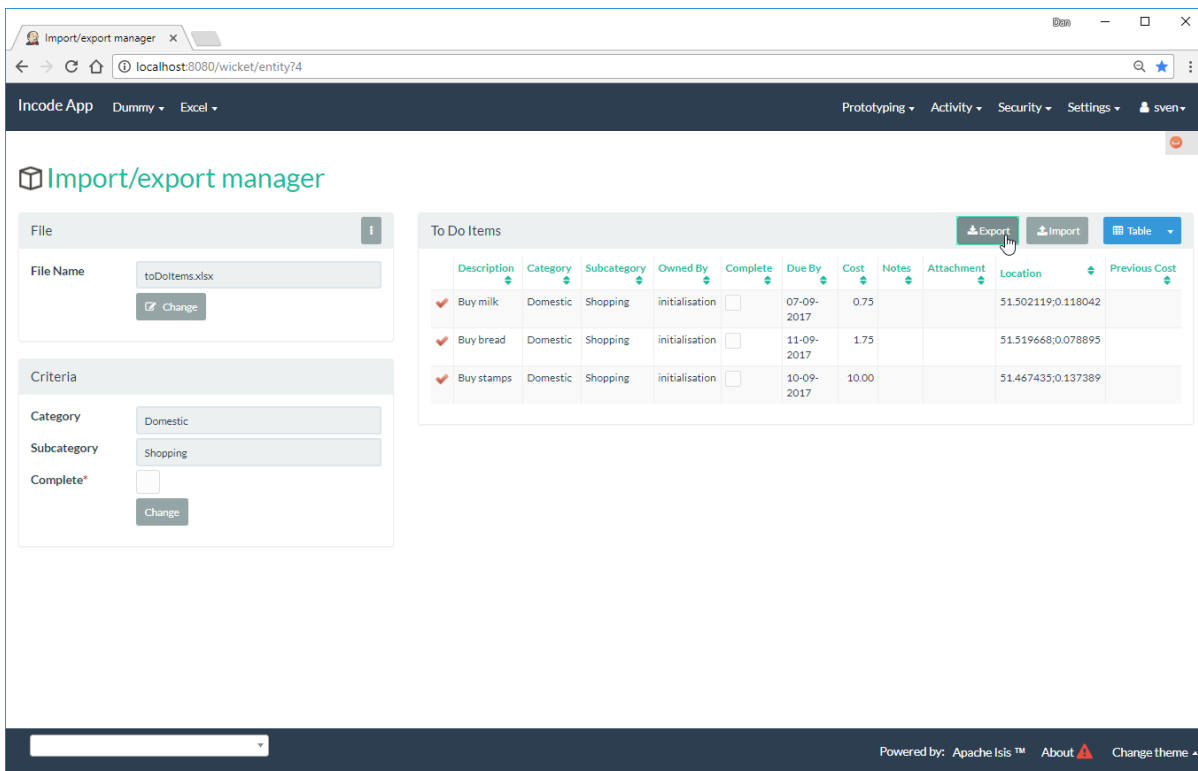 Dan
Import/export manager
localhost:8080/wicket/entity?4
Incode App Dummy Excel Prototyping Activity Security Settings sven
Import/export manager
File
File Name toDoItems.xlsx
Change
Criteria
Category Domestic
Subcategory Shopping
Complete*
Change
To Do Items Export Import Table
Description Category Subcategory Owned By Complete Due By Cost Notes Attachment Location Previous Cost
Buy milk Domestic Shopping initialisation 07-09- 0.75 51.502119;0.118042
2017
Buy bread Domestic Shopping initialisation 11-09- 1.75 51.519668;0.078895
2017
Buy stamps Domestic Shopping initialisation 10-09- 10.00 51.467435;0.137389
2017
Powered by: Apache Isis ™ About Change theme